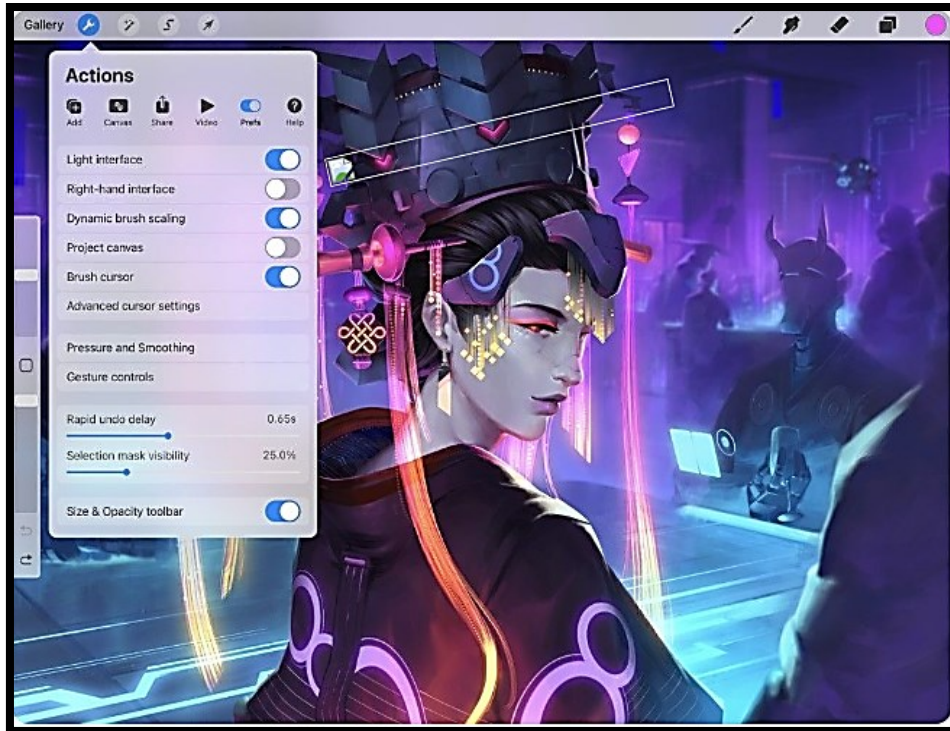 Gallery
Actions
Add Canvas Share Video Prefs Help
Light interface
Right-hand interface
Dynamic brush scaling
Project canvas
Brush cursor
Advanced cursor settings
Pressure and Smoothing
Gesture controls
Rapid undo delay 0.65s
Selection mask visibility 25.0%
Size & Opacity toolbar